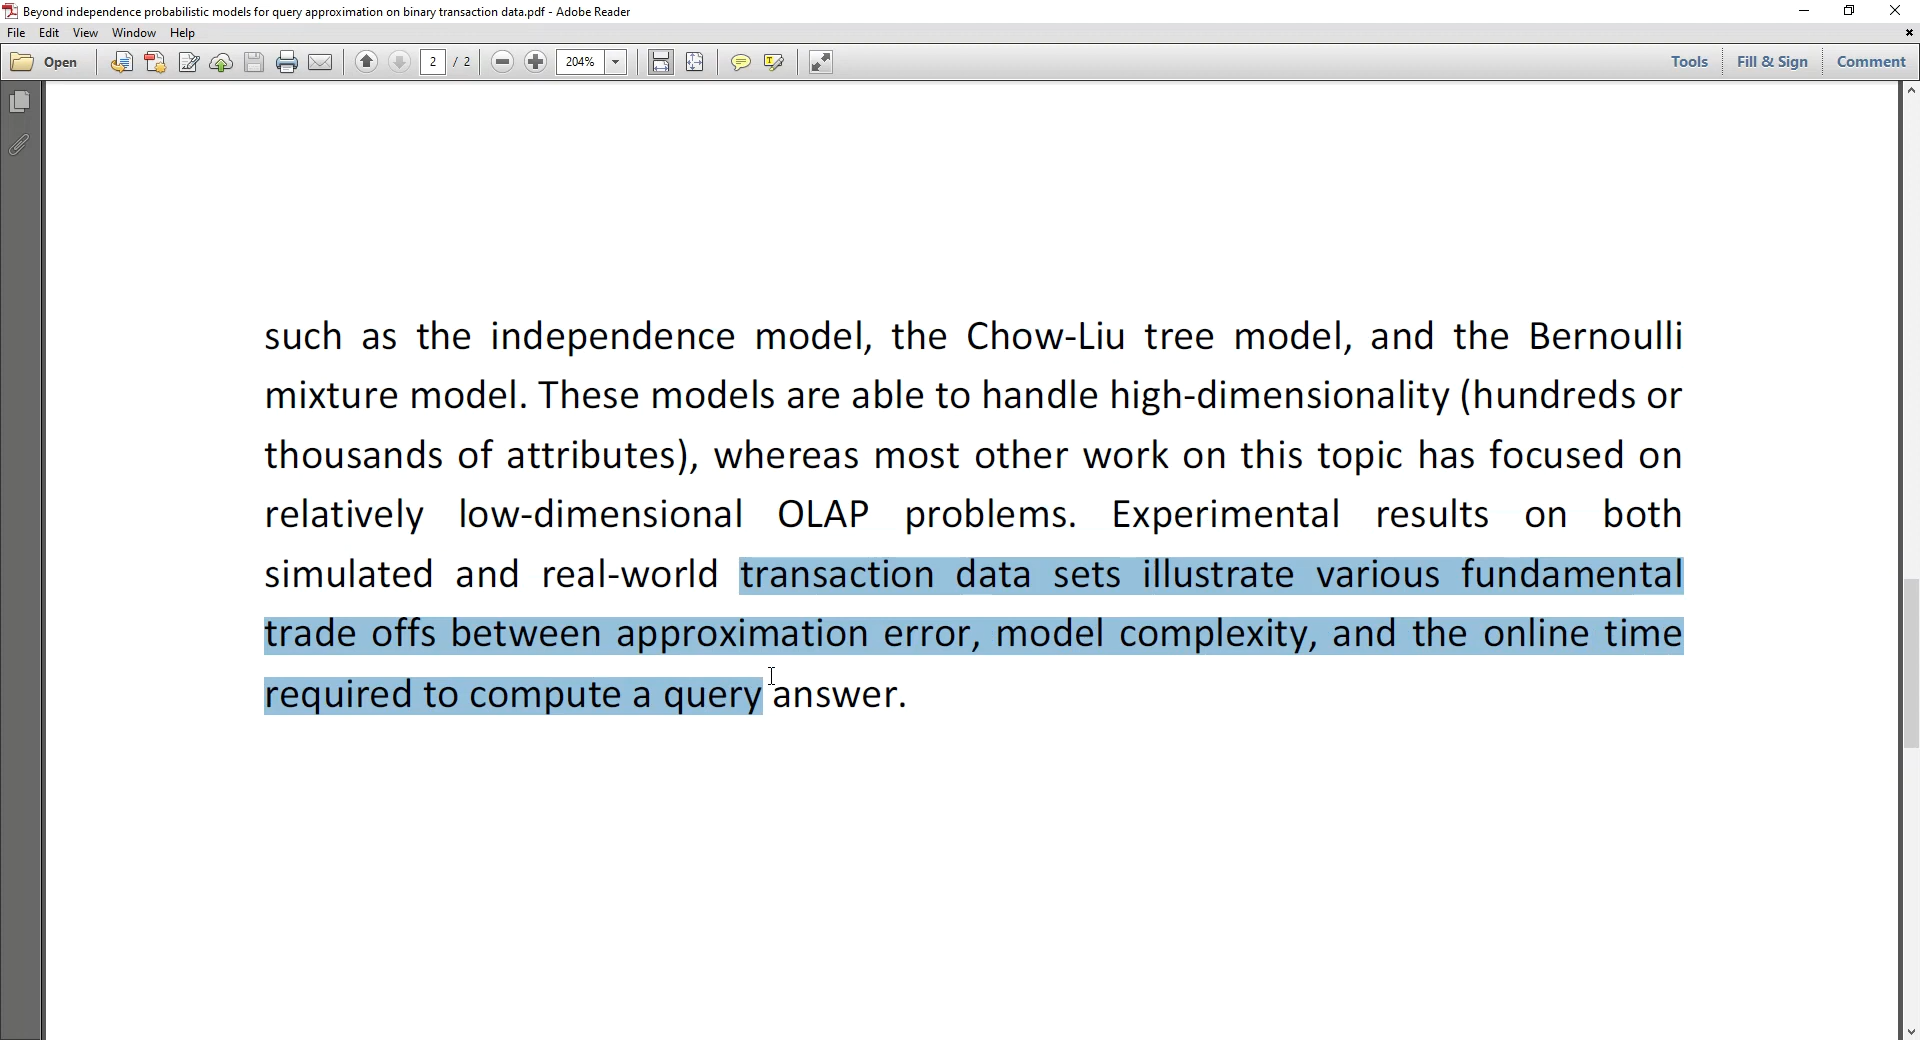 Beyond independence probabilistic models for query approximation on binary transaction data.pdf - Adobe Reader
File Edit View Window Help
Open 2 / 2 204% Tools Fill & Sign Comment
such as the independence model, the Chow-Liu tree model, and the Bernoulli
mixture model. These models are able to handle high-dimensionality (hundreds or
thousands of attributes), whereas most other work on this topic has focused on
relatively low-dimensional OLAP problems. Experimental results on both
simulated and real-world transaction data sets illustrate various fundamental
trade offs between approximation error, model complexity, and the online time
required to compute a query answer.